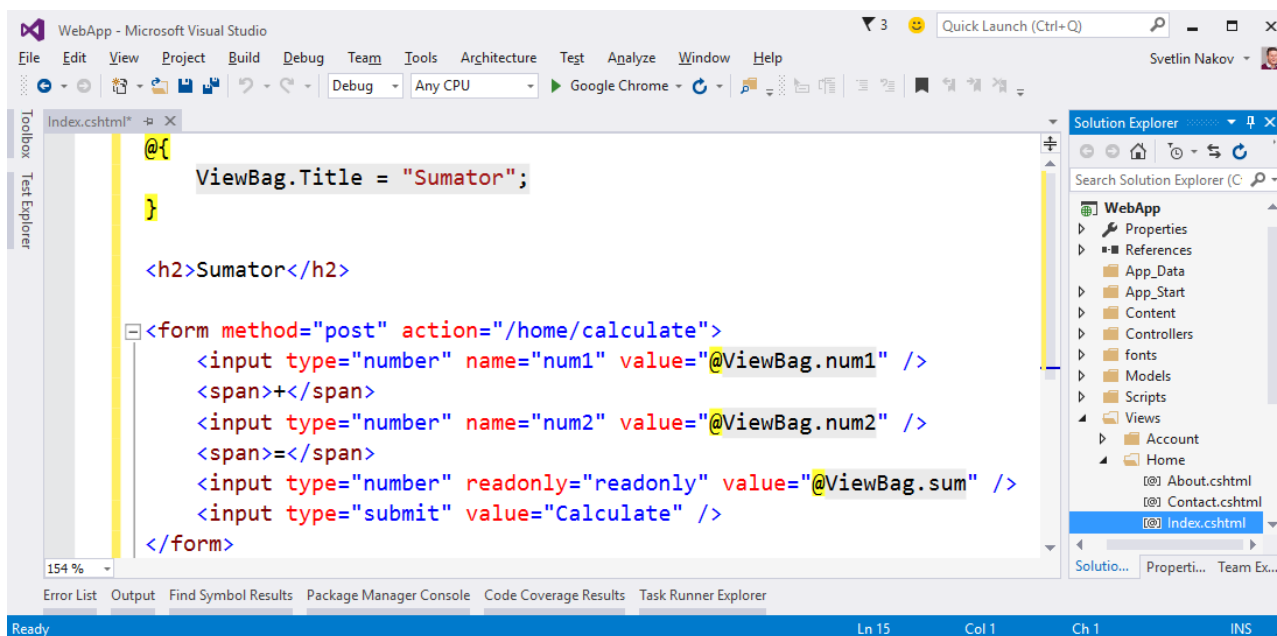 WebApp - Microsoft Visual Studio
3
Quick Launch (Ctrl+Q)
File Edit View Project Build Debug Team Tools Architecture Test Analyze Window Help
Svetlin Nakov
Debug Any CPU Google Chrome
Toolbox
Test Explorer
Index.cshtml*
@{
ViewBag.Title = "Sumator";
}
<h2>Sumator</h2>
<form method="post" action="/home/calculate">
<input type="number" name="num1" value="@ViewBag.num1" />
<span>+</span>
<input type="number" name="num2" value="@ViewBag.num2" />
<span>=</span>
<input type="number" readonly="readonly" value="@ViewBag.sum" />
<input type="submit" value="Calculate" />
</form>
154 %
Solution Explorer
Search Solution Explorer (C
WebApp
Properties
References
App_Data
App_Start
Content
Controllers
fonts
Models
Scripts
Views
Account
Home
[@] About.cshtml
[@] Contact.cshtml
[@] Index.cshtml
Solutio... Properti... Team Ex...
Error List Output Find Symbol Results Package Manager Console Code Coverage Results Task Runner Explorer
Ready Ln 15 Col 1 Ch 1 INS